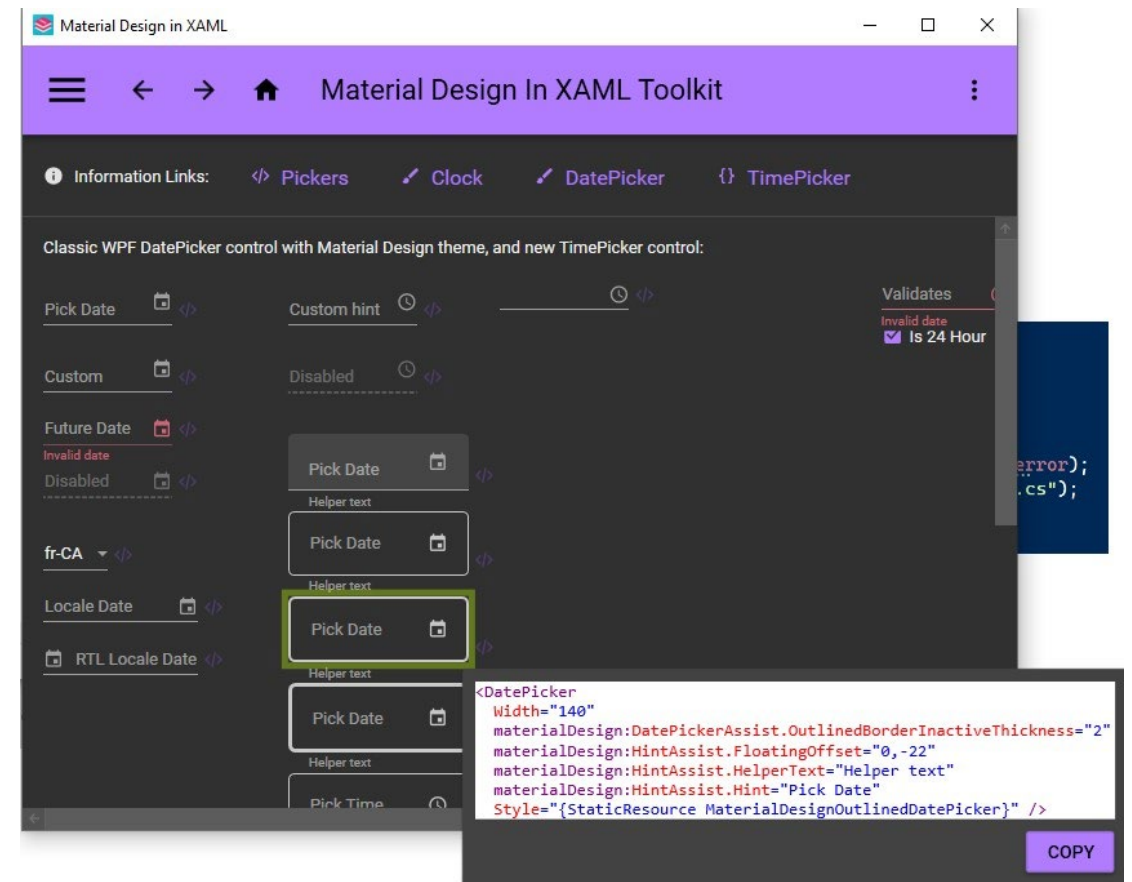 Material Design in XAML
Material Design In XAML Toolkit
Information Links:
</> Pickers
Clock
DatePicker
{} TimePicker
Classic WPF DatePicker control with Material Design theme, and new TimePicker control:
Pick Date </>
Custom hint </>
</>
Validates
Invalid date
Is 24 Hour
Custom </>
Disabled </>
Future Date </>
Invalid date
Disabled </>
fr-CA </>
Locale Date </>
RTL Locale Date </>
Pick Date </>
Helper text
Pick Date </>
Helper text
Pick Date </>
Helper text
Pick Date
Helper text
Pick Time
error);
.cs");
<DatePicker
Width="140"
materialDesign:DatePickerAssist.OutlinedBorderInactiveThickness="2"
materialDesign:HintAssist.FloatingOffset="0,-22"
materialDesign:HintAssist.HelperText="Helper text"
materialDesign:HintAssist.Hint="Pick Date"
Style="{StaticResource MaterialDesignOutlinedDatePicker}" />
COPY